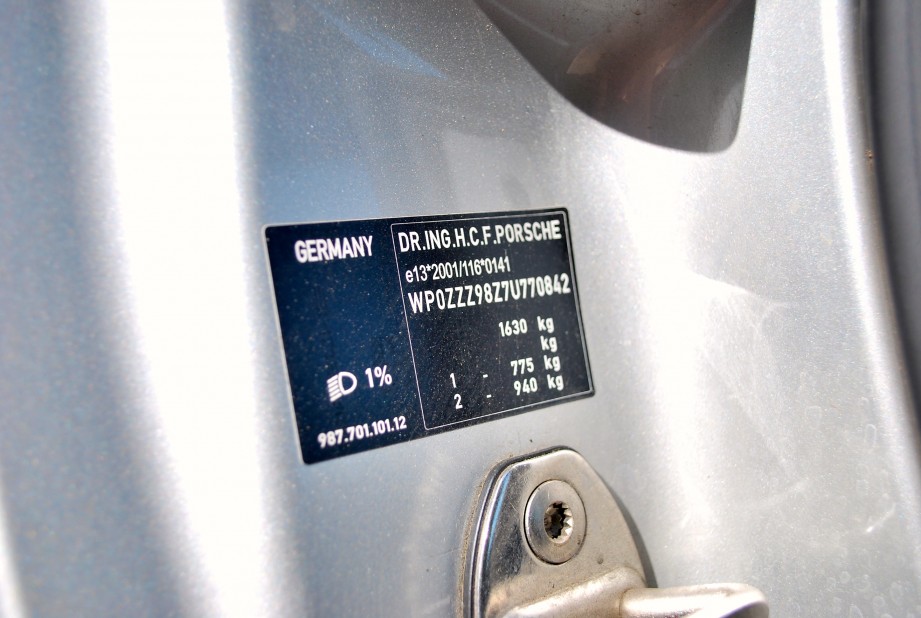 GERMANY
DR.ING.H.C.F.PORSCHE
e13*2001/116*0141
WP0ZZZ98Z7U770842
1630 kg
kg
1 - 775 kg
2 - 940 kg
1%
987.701.101.12